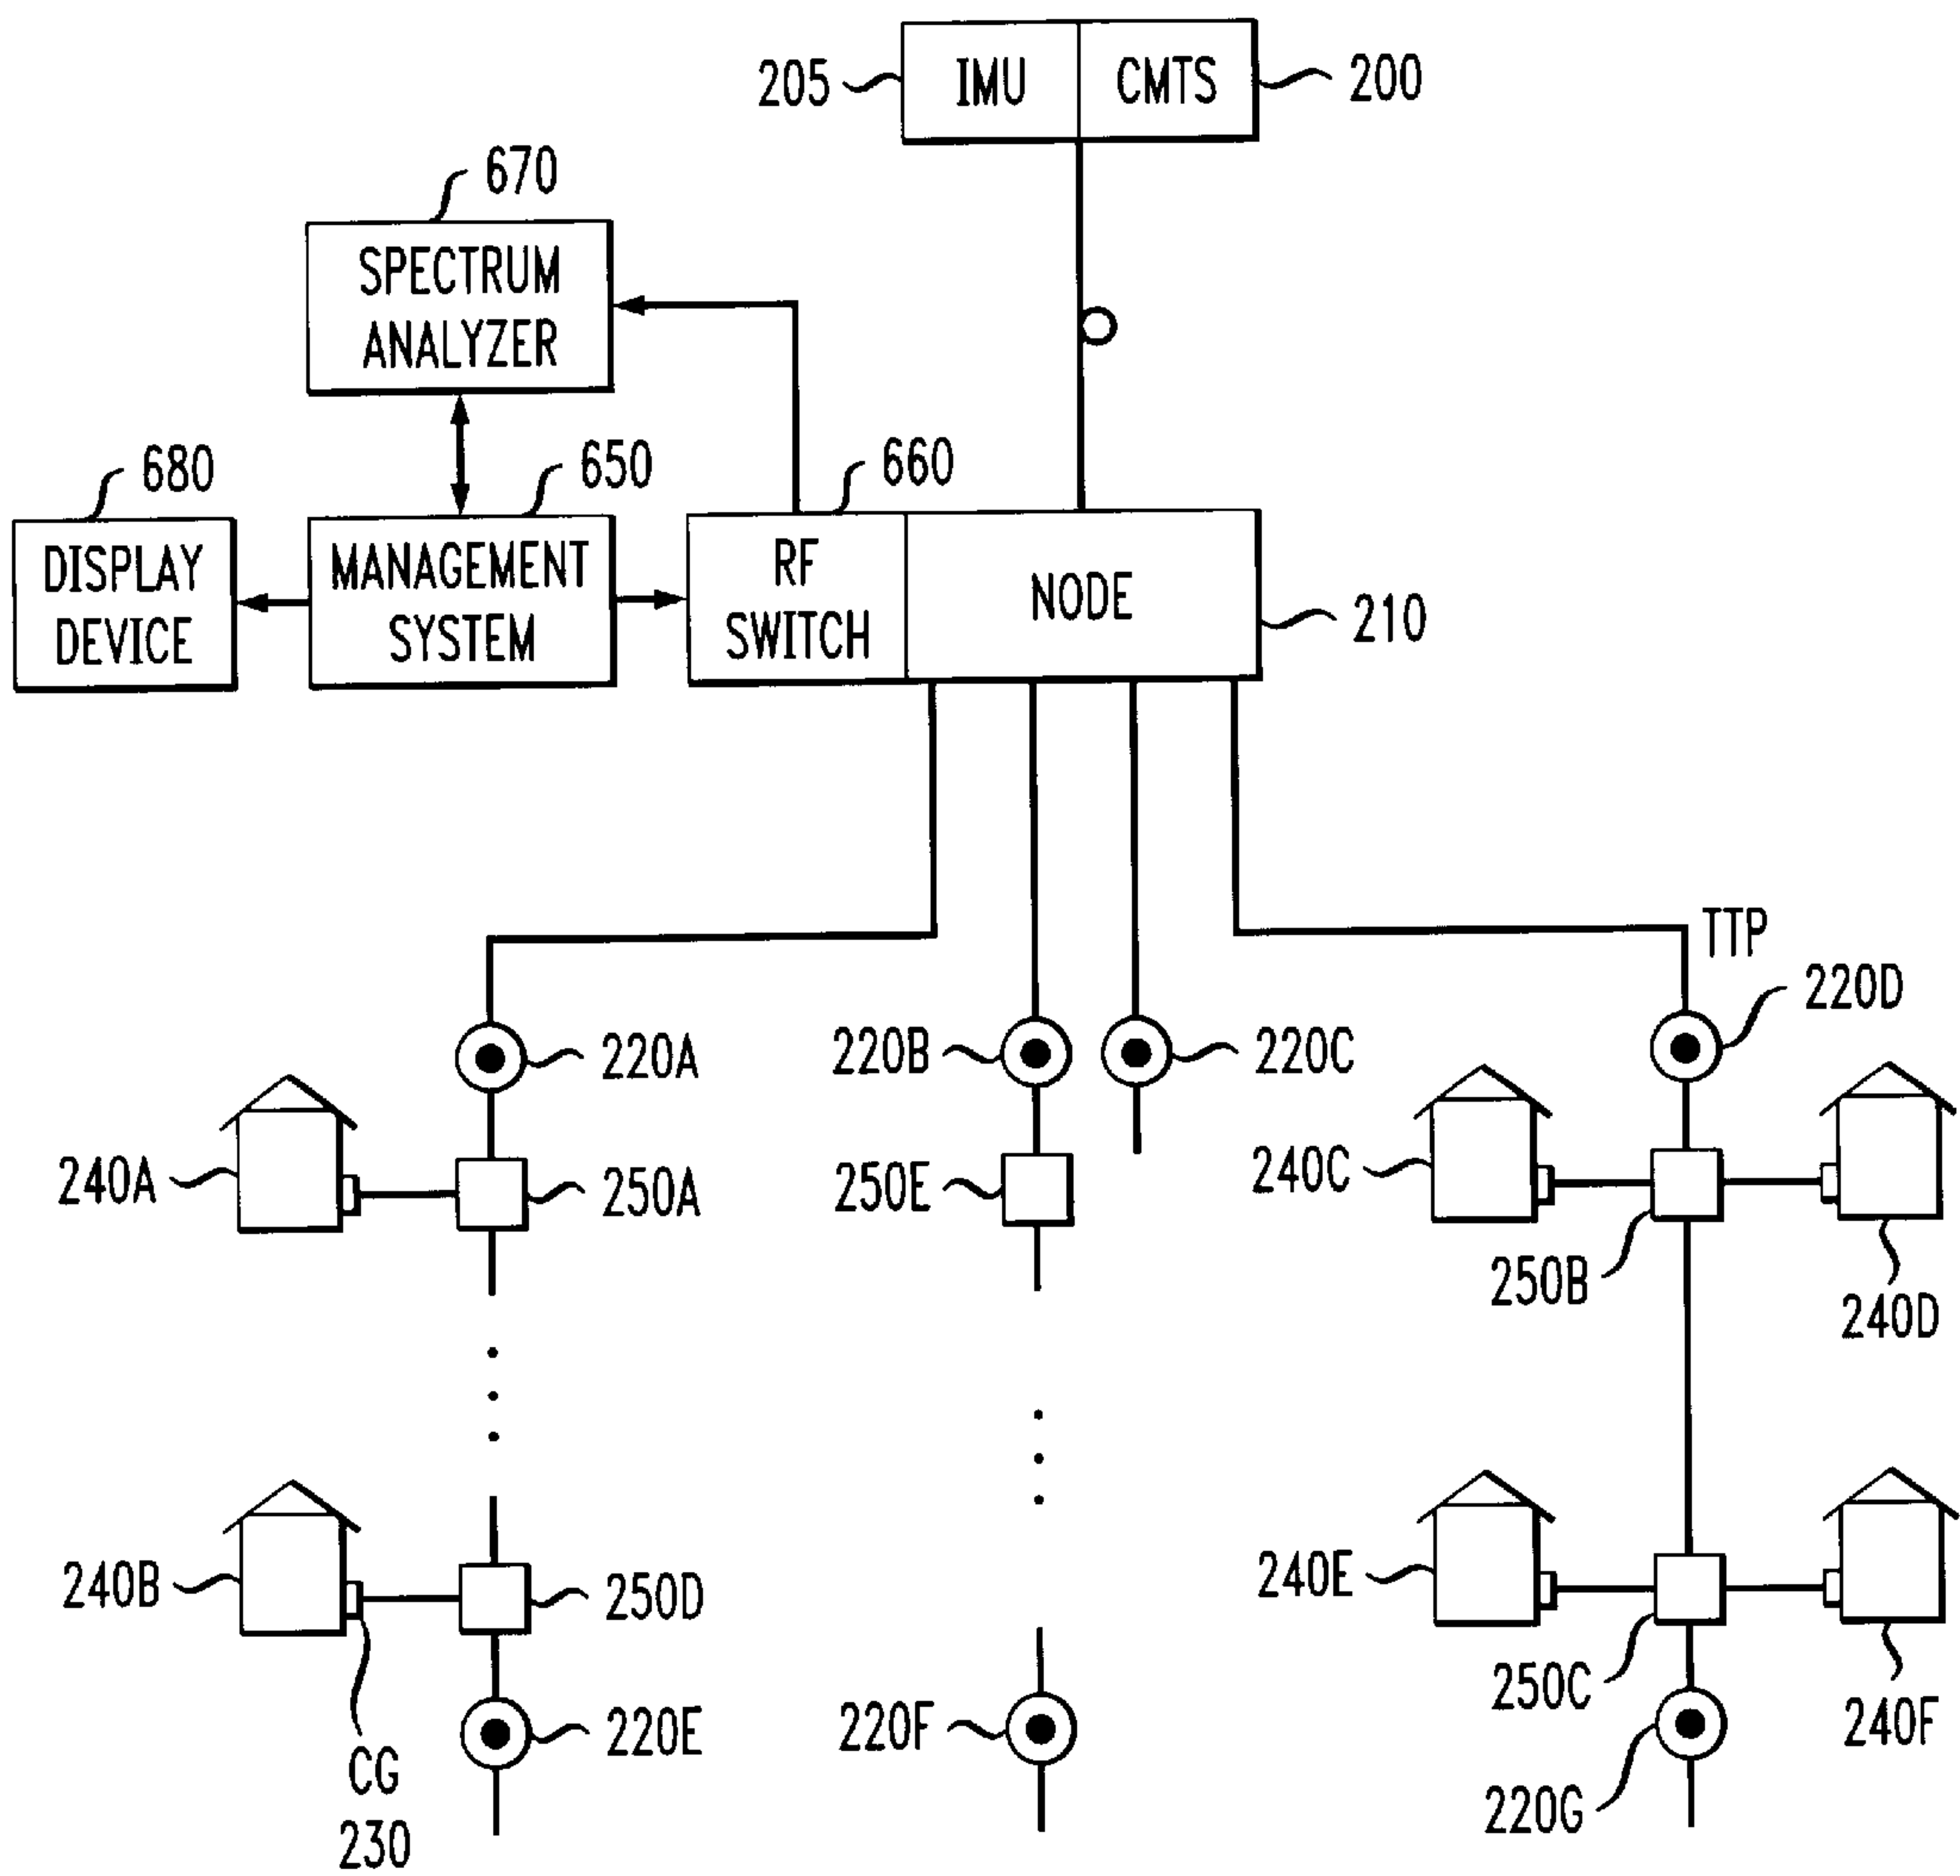 205
IMU
CMTS
200
670
SPECTRUM
ANALYZER
680
650
660
DISPLAY
DEVICE
MANAGEMENT
SYSTEM
RF
SWITCH
NODE
210
TTP
220D
220A
220B
220C
240A
250A
250E
240C
250B
240D
240B
250D
240E
250C
240F
220E
220F
220G
CG
230